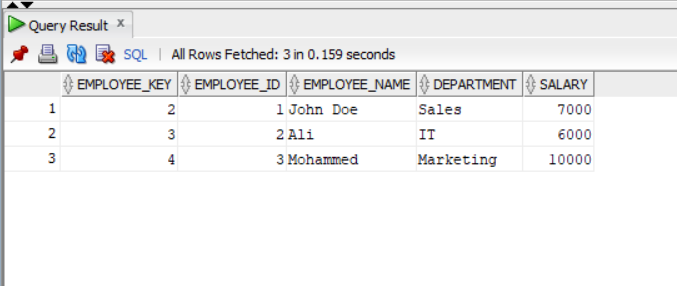 Query Result x
SQL | All Rows Fetched: 3 in 0.159 seconds
EMPLOYEE_KEY EMPLOYEE_ID EMPLOYEE_NAME DEPARTMENT SALARY
1 2 1 John Doe Sales 7000
2 3 2 Ali IT 6000
3 4 3 Mohammed Marketing 10000